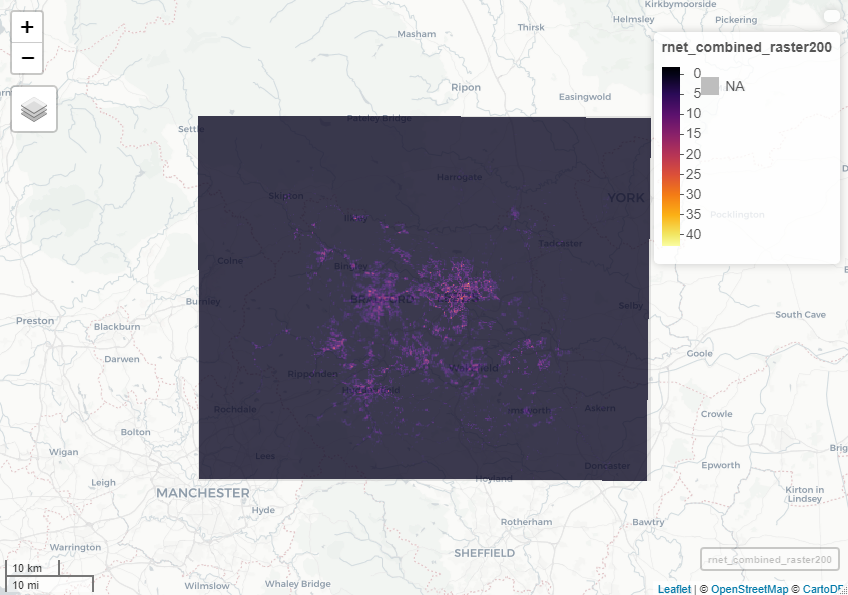 +
−
Kirkbymoorside
Helmsley
Pickering
Thirsk
Masham
Ripon
Easingwold
Pateley Bridge
Settle
Harrogate
Skipton
YORK
Pocklington
Ilkley
Tadcaster
Colne
Bingley
BRADFORD
Burnley
Selby
Preston
Blackburn
South Cave
Goole
Darwen
Wakefield
Ripponden
Huddersfield
Rochdale
Askern
Crowle
Bolton
Wigan
Lees
Doncaster
Epworth
Leigh
Hoyland
MANCHESTER
Kirton in
Lindsey
Hyde
Rotherham
Bawtry
Warrington
SHEFFIELD
Wilmslow
Whaley Bridge
rnet_combined_raster200
0
5
10
15
20
25
30
35
40
NA
rnet_combined_raster200
10 km
10 mi
Leaflet | © OpenStreetMap © CartoDB